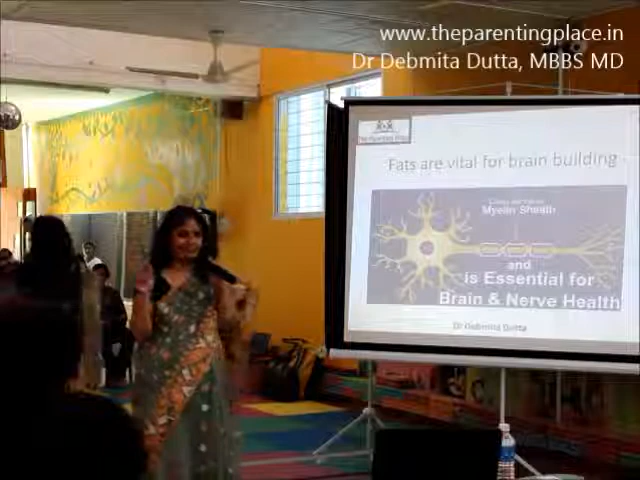 www.theparentingplace.in
Dr Debmita Dutta, MBBS MD
Fats are vital for brain building
Myelin Sheath
and
is Essential for
Brain & Nerve Health
Dr Debmita Dutta